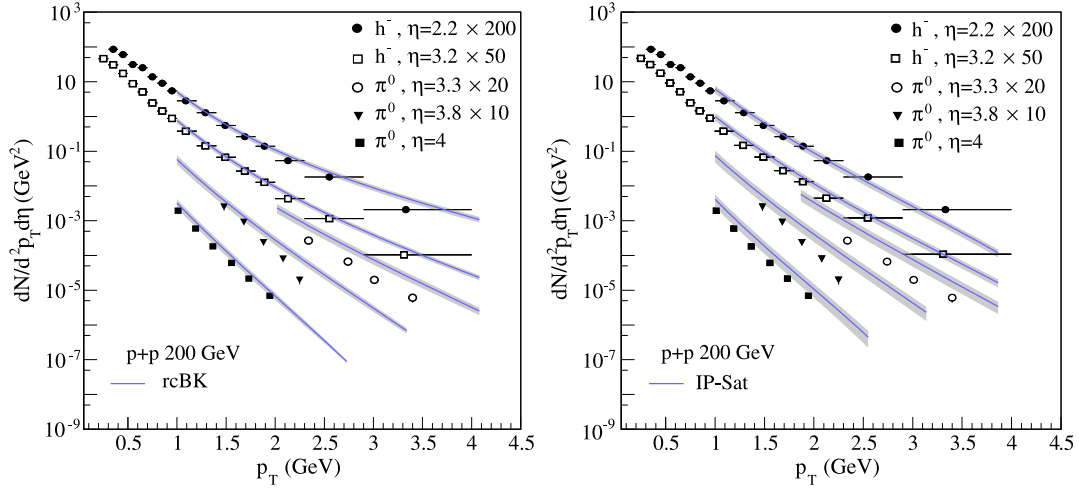 10³
10
10⁻¹
10⁻³
10⁻⁵
10⁻⁷
10⁻⁹
dN/d²p_T dη (GeV²)
h⁻ , η=2.2 × 200
h⁻ , η=3.2 × 50
π⁰ , η=3.3 × 20
π⁰ , η=3.8 × 10
π⁰ , η=4
p+p 200 GeV
rcBK
0.5 1 1.5 2 2.5 3 3.5 4 4.5
p_T (GeV)
10³
10
10⁻¹
10⁻³
10⁻⁵
10⁻⁷
10⁻⁹
dN/d²p_T dη (GeV²)
h⁻ , η=2.2 × 200
h⁻ , η=3.2 × 50
π⁰ , η=3.3 × 20
π⁰ , η=3.8 × 10
π⁰ , η=4
p+p 200 GeV
IP-Sat
0.5 1 1.5 2 2.5 3 3.5 4 4.5
p_T (GeV)